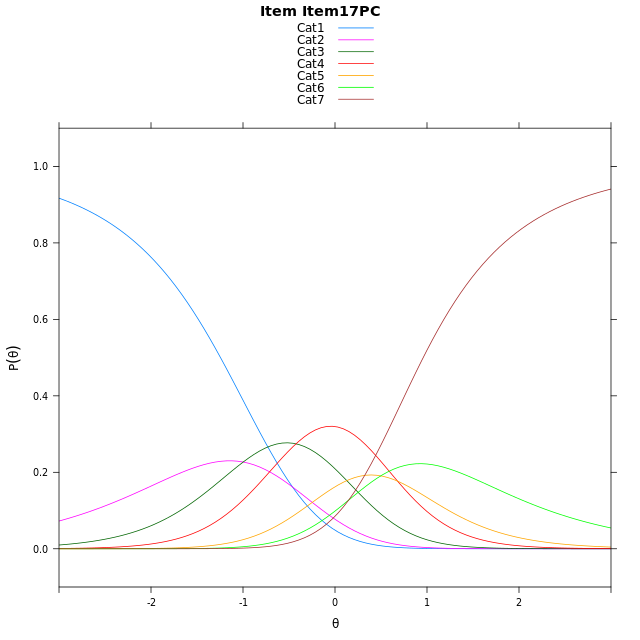 Item Item17PC
Cat1
Cat2
Cat3
Cat4
Cat5
Cat6
Cat7
1.0
0.8
0.6
0.4
0.2
0.0
P(θ)
-2 -1 0 1 2
θ